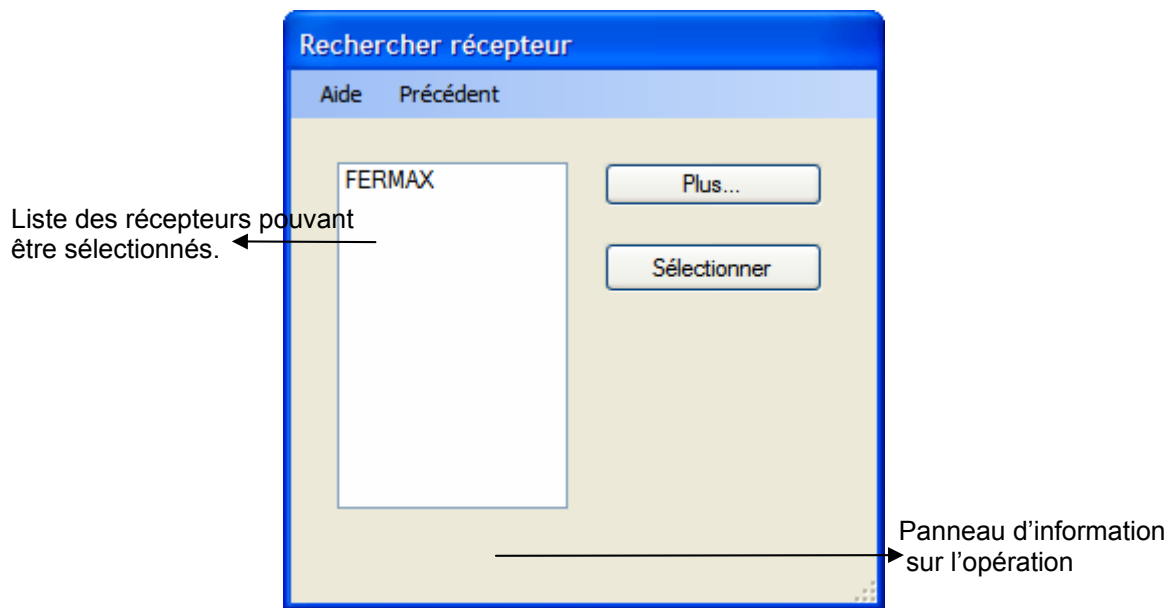 Rechercher récepteur
Aide Précédent
FERMAX
Plus...
Liste des récepteurs pouvant
être sélectionnés.
Sélectionner
Panneau d’information
sur l’opération